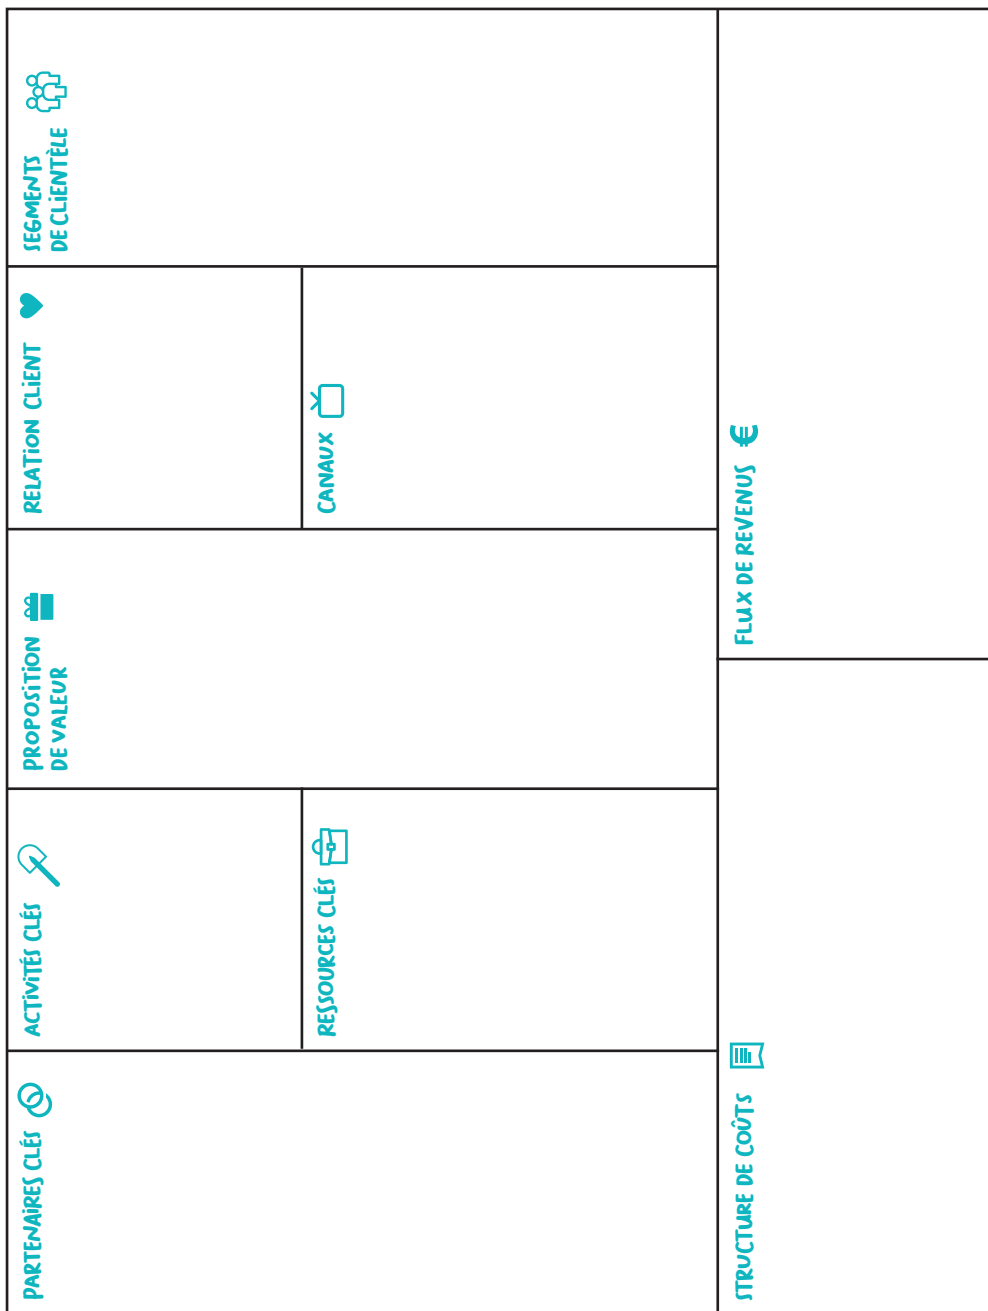 PARTENAIRES CLÉS
ACTIVITÉS CLÉS
RESSOURCES CLÉS
PROPOSITION
DE VALEUR
RELATION CLIENT
CANAUX
SEGMENTS
DE CLIENTÈLE
STRUCTURE DE COÛTS
FLUX DE REVENUS €